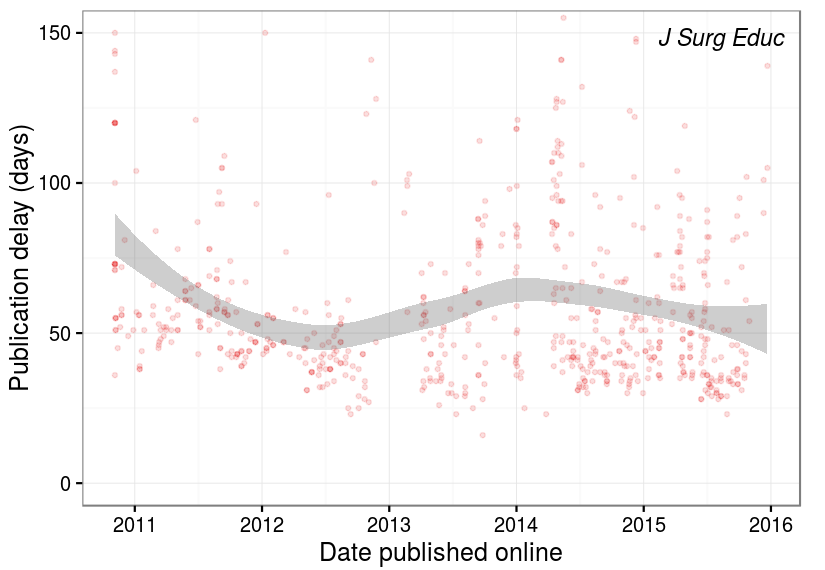 J Surg Educ
Publication delay (days)
150
100
50
0
2011 2012 2013 2014 2015 2016
Date published online